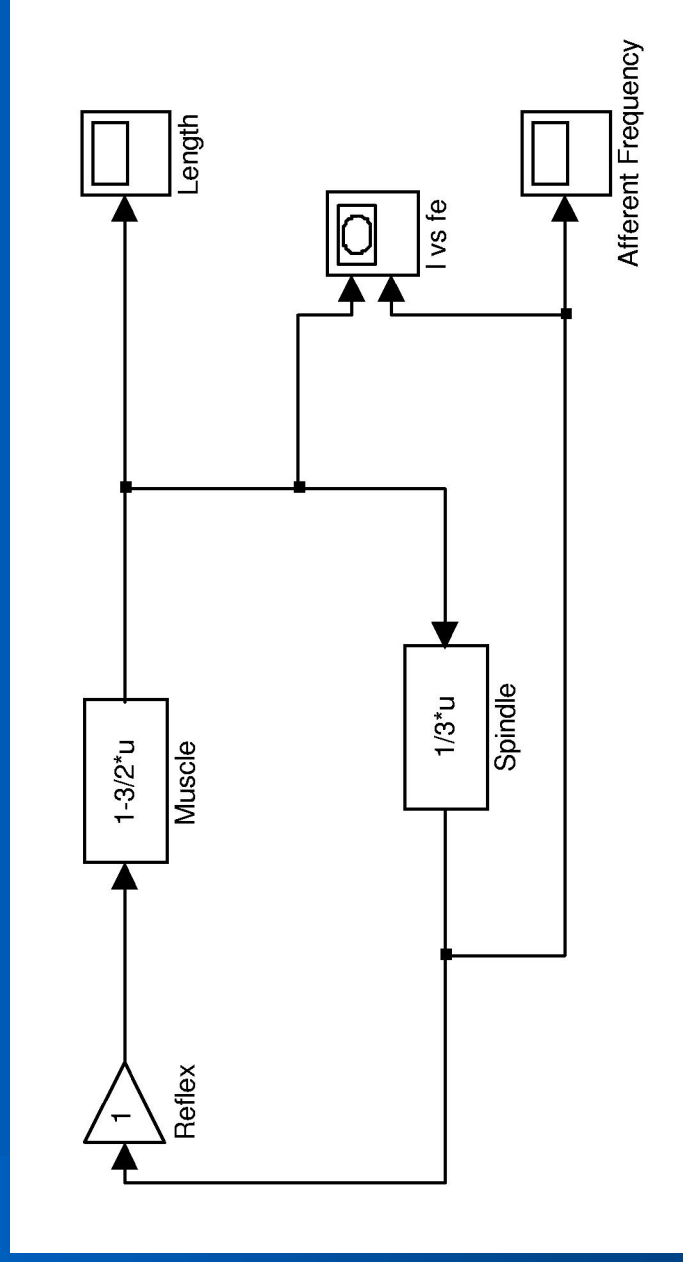 1
Reflex
1-3/2*u
Muscle
Length
l vs fe
1/3*u
Spindle
Afferent Frequency